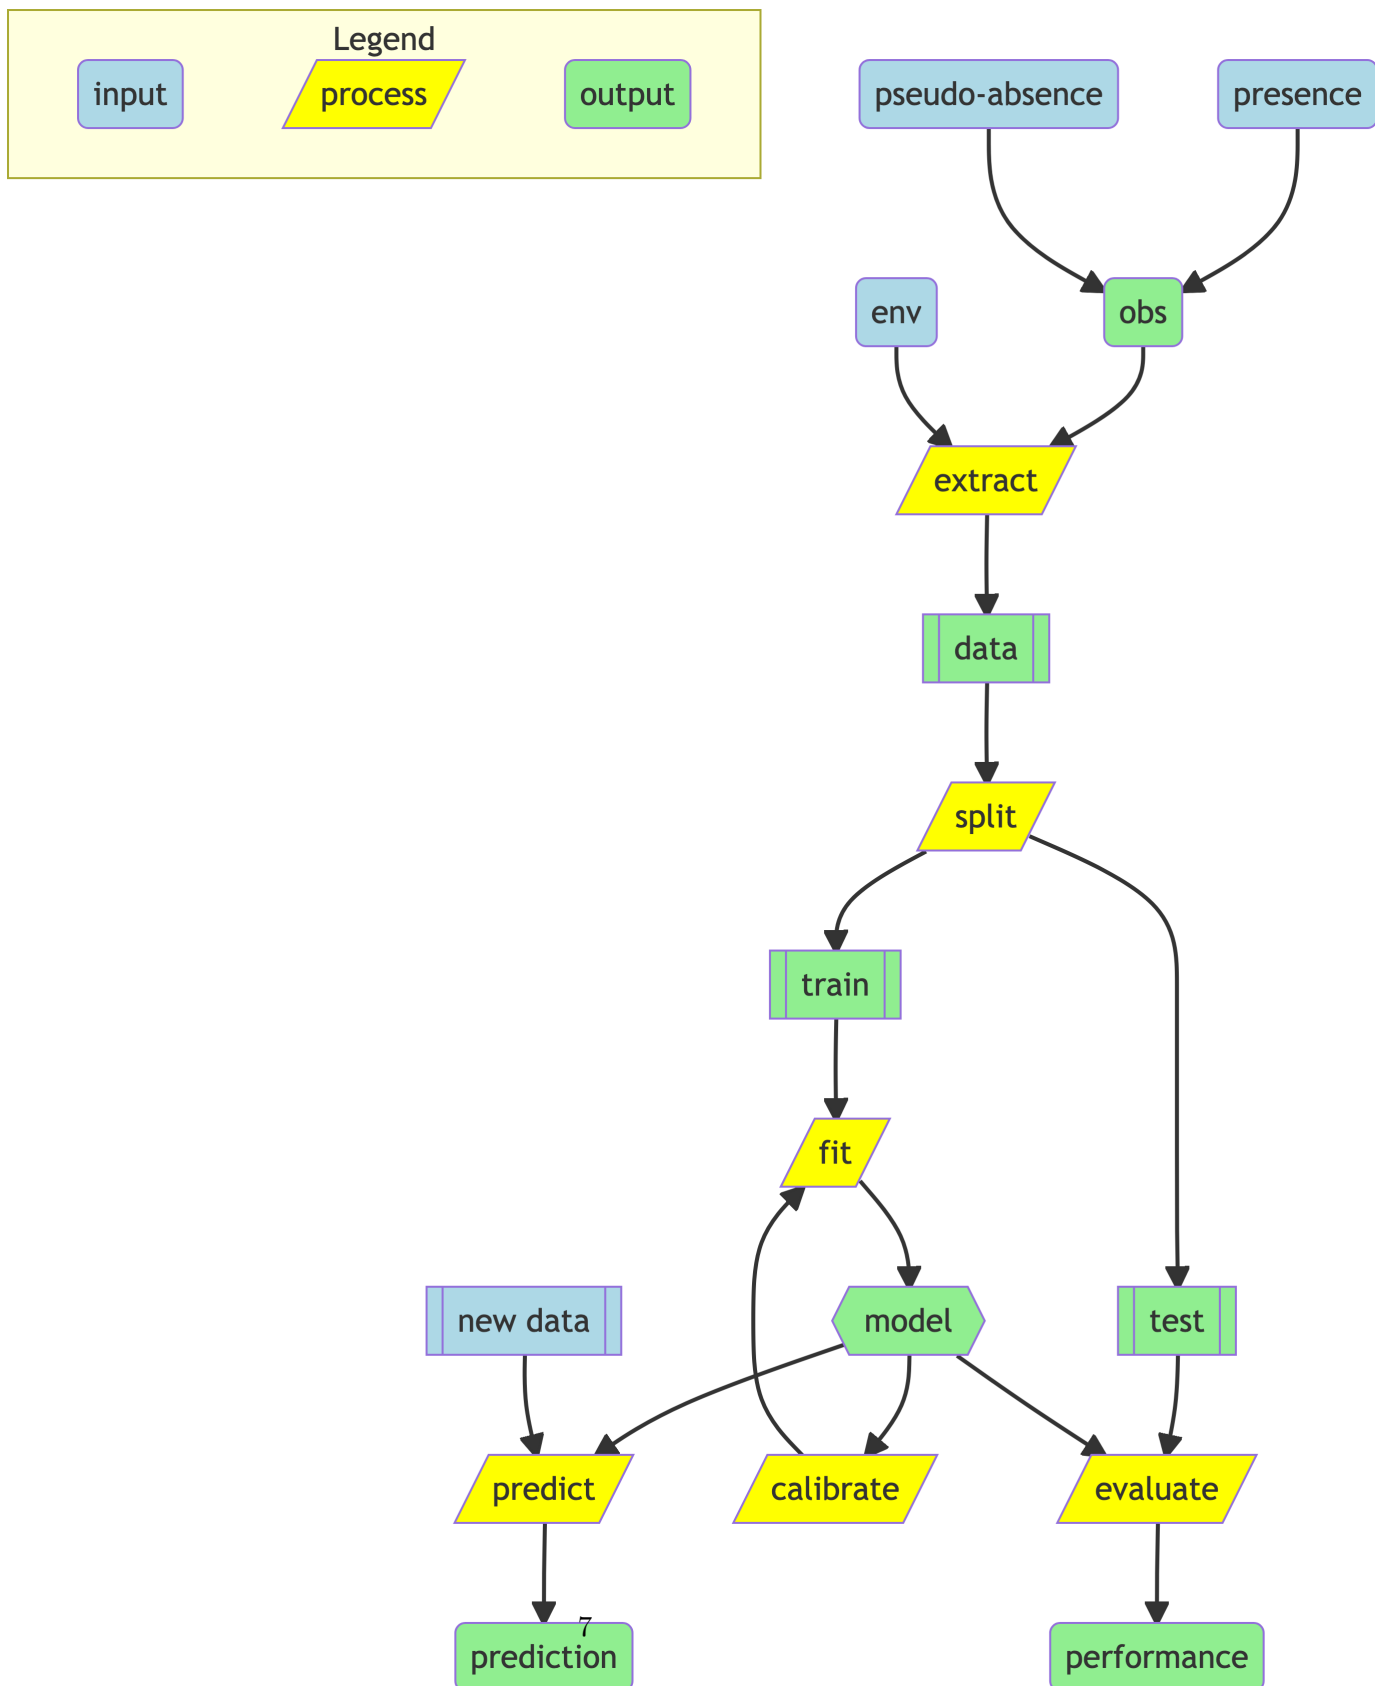 Legend
input
process
output
pseudo-absence
presence
env
obs
extract
data
split
train
fit
new data
model
test
predict
calibrate
evaluate
7
prediction
performance